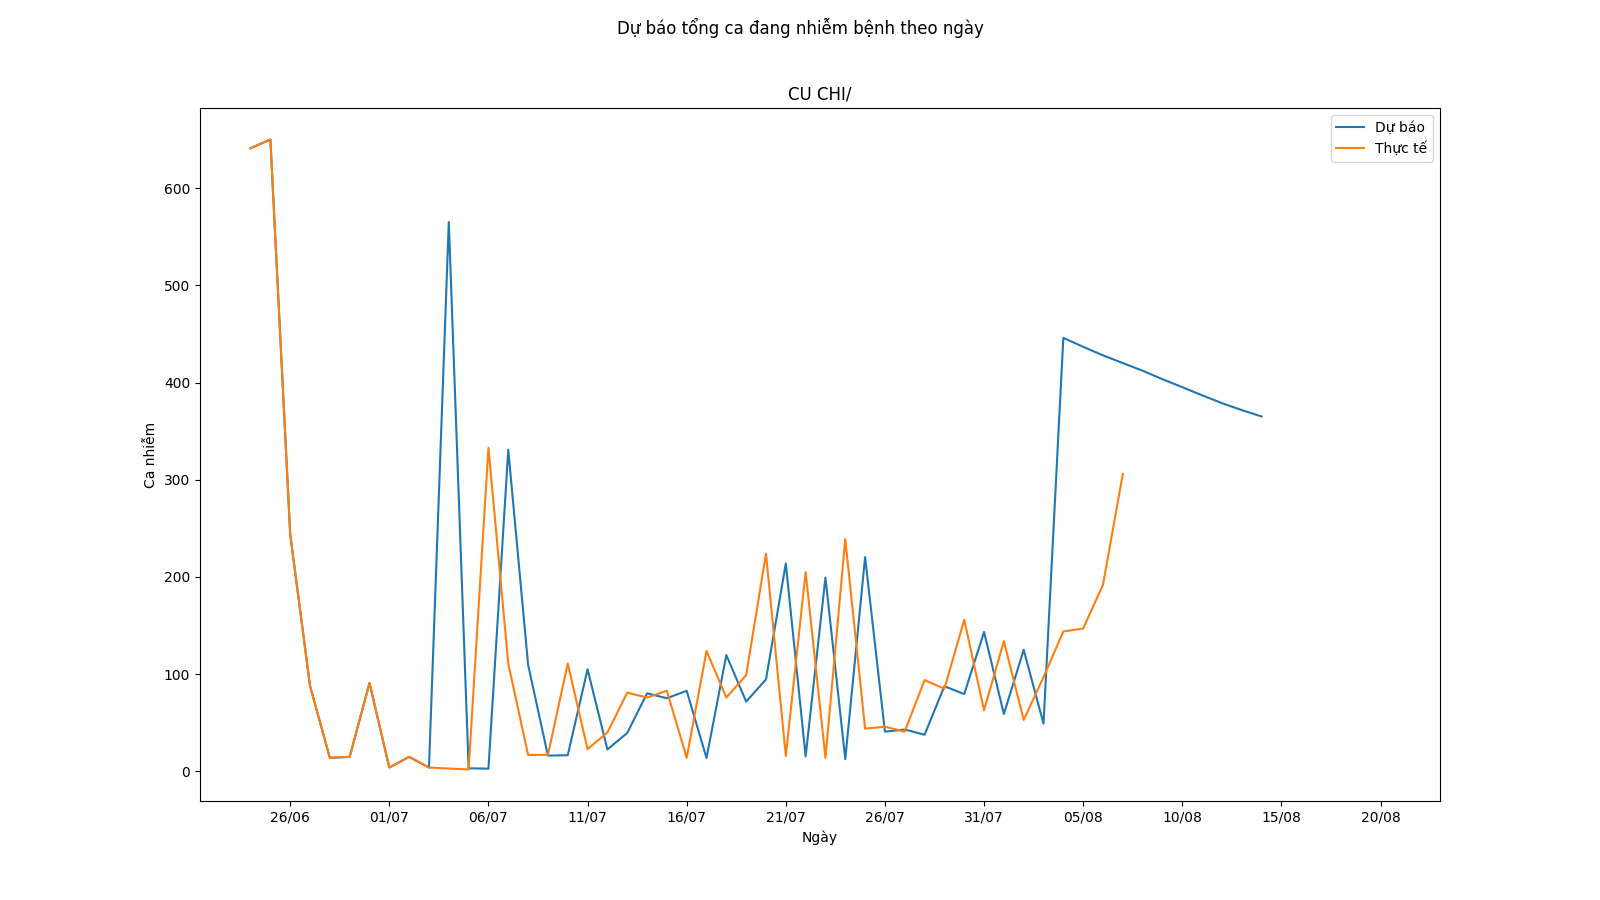 Dự báo tổng ca đang nhiễm bệnh theo ngày
CU CHI/
Dự báo
Thực tế
Ca nhiễm
600
500
400
300
200
100
0
26/06 01/07 06/07 11/07 16/07 21/07 26/07 31/07 05/08 10/08 15/08 20/08
Ngày